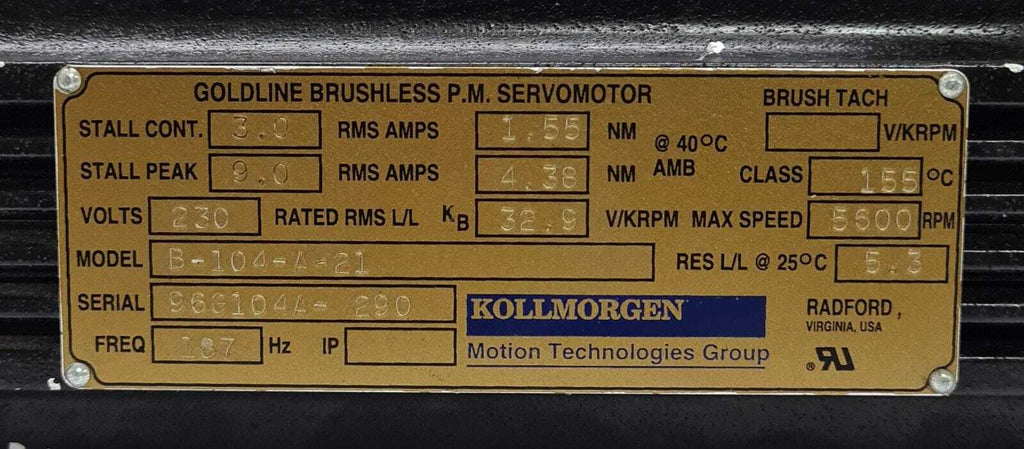 GOLDLINE BRUSHLESS P.M. SERVOMOTOR BRUSH TACH
STALL CONT. 3.0 RMS AMPS 1.55 NM @ 40°C AMB V/KRPM
STALL PEAK 9.0 RMS AMPS 4.38 NM CLASS 155 °C
VOLTS 230 RATED RMS L/L KB 32.9 V/KRPM MAX SPEED 5600 RPM
MODEL B-104-A-21 RES L/L @ 25°C 5.3
SERIAL 96G104A- 290 KOLLMORGEN RADFORD,
VIRGINIA, USA
FREQ 187 Hz IP Motion Technologies Group
RU ®